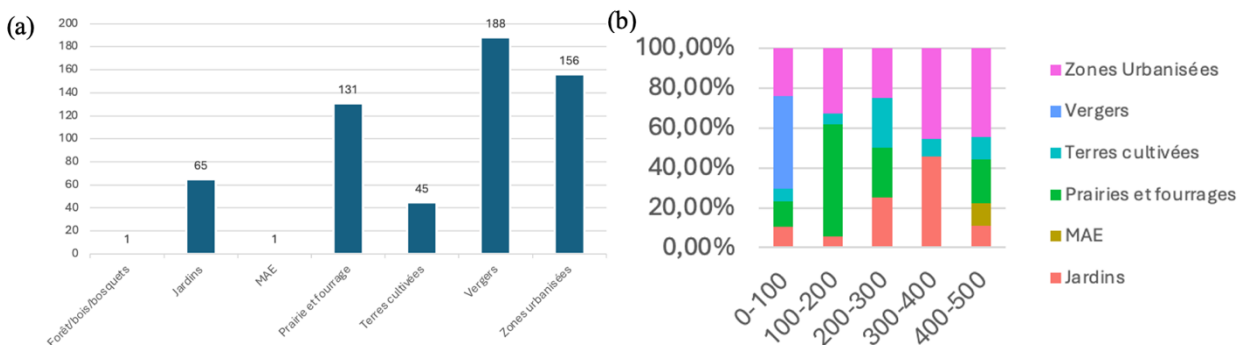 (a)
200
180
160
140
120
100
80
60
40
20
0
1
65
1
131
45
188
156
Forêt/bois/bosquets
Jardins
MAE
Prairie et fourrage
Terres cultivées
Vergers
Zones urbanisées
(b)
100,00%
80,00%
60,00%
40,00%
20,00%
0,00%
0-100
100-200
200-300
300-400
400-500
Zones Urbanisées
Vergers
Terres cultivées
Prairies et fourrages
MAE
Jardins